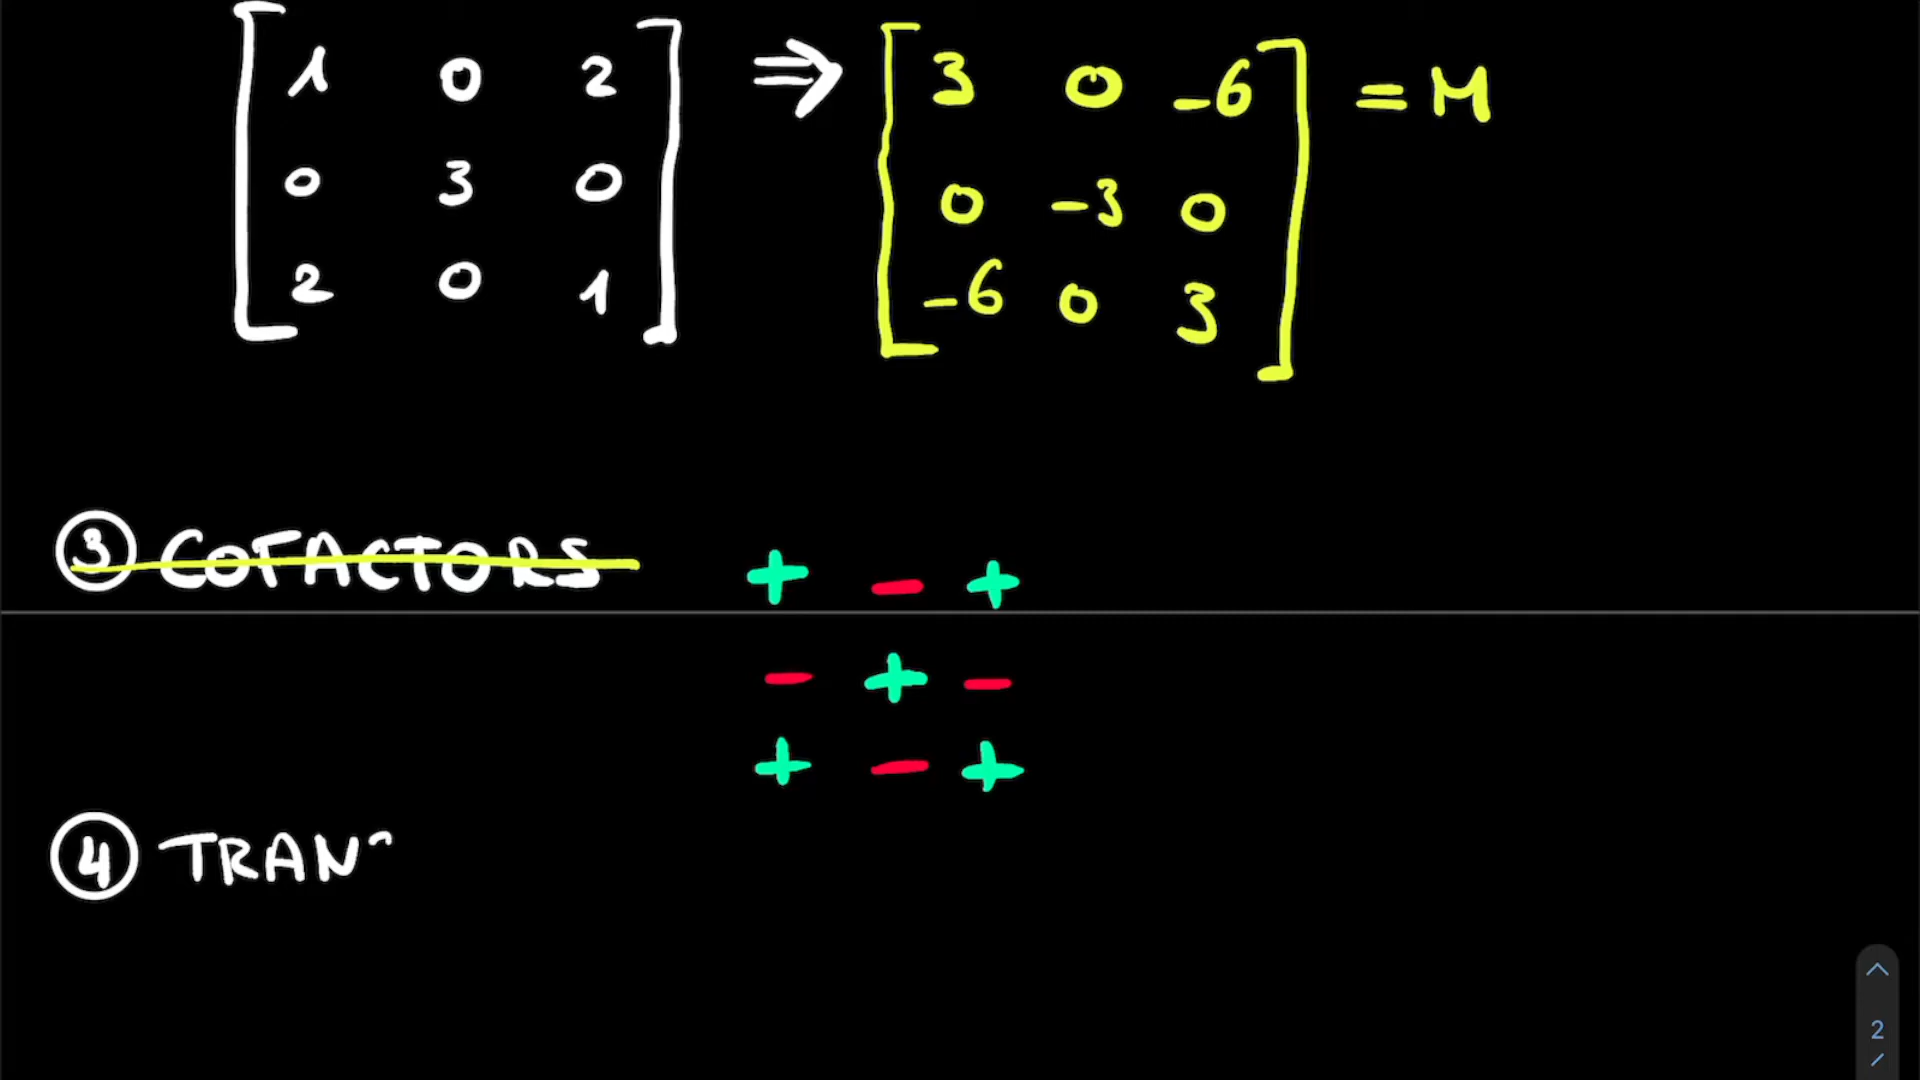 1 0 2 ⇒ 3 0 -6 = M
0 3 0 0 -3 0
2 0 1 -6 0 3
③ COFACTORS + - +
- + -
+ - +
④ TRAN
2